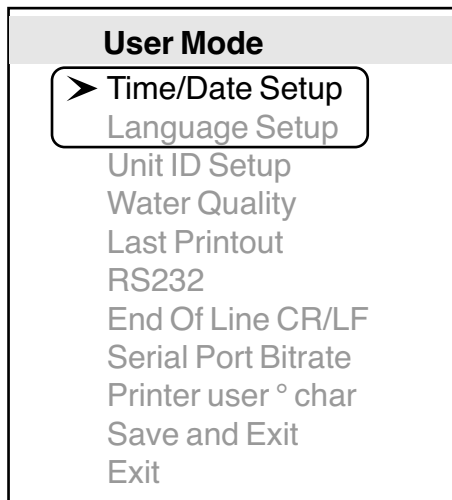 User Mode
➤ Time/Date Setup
Language Setup
Unit ID Setup
Water Quality
Last Printout
RS232
End Of Line CR/LF
Serial Port Bitrate
Printer user ° char
Save and Exit
Exit